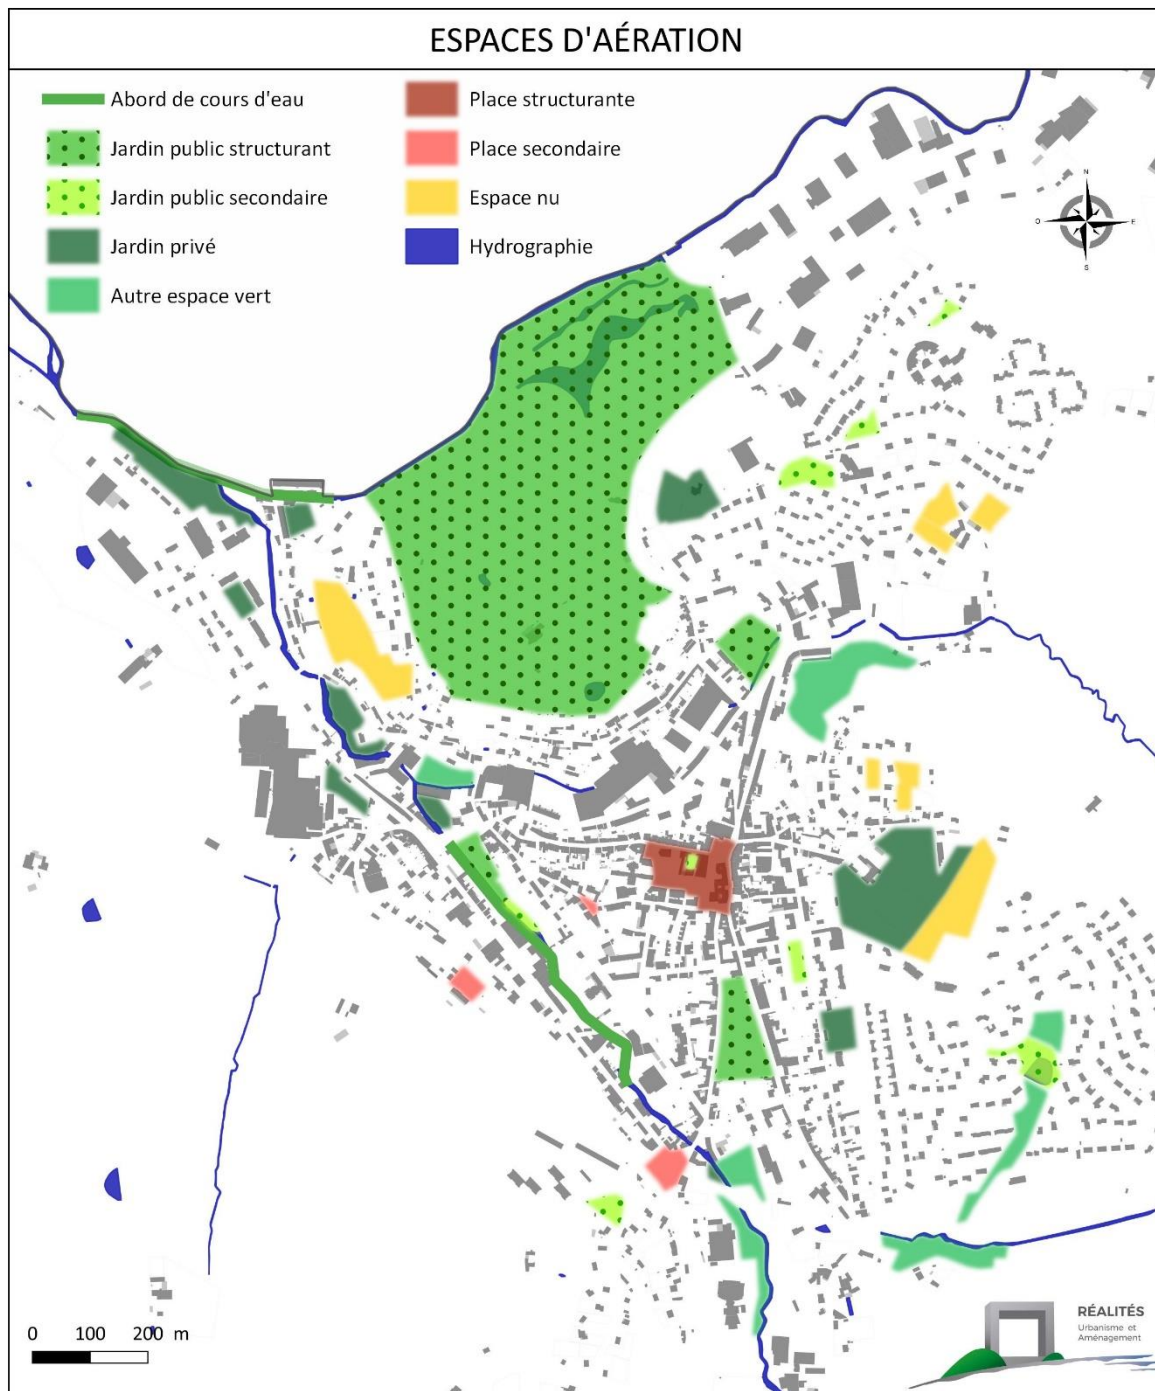 ESPACES D'AÉRATION
Abord de cours d'eau
Jardin public structurant
Jardin public secondaire
Jardin privé
Autre espace vert
Place structurante
Place secondaire
Espace nu
Hydrographie
N
O
E
S
0 100 200 m
RÉALITÉS
Urbanisme et
Aménagement